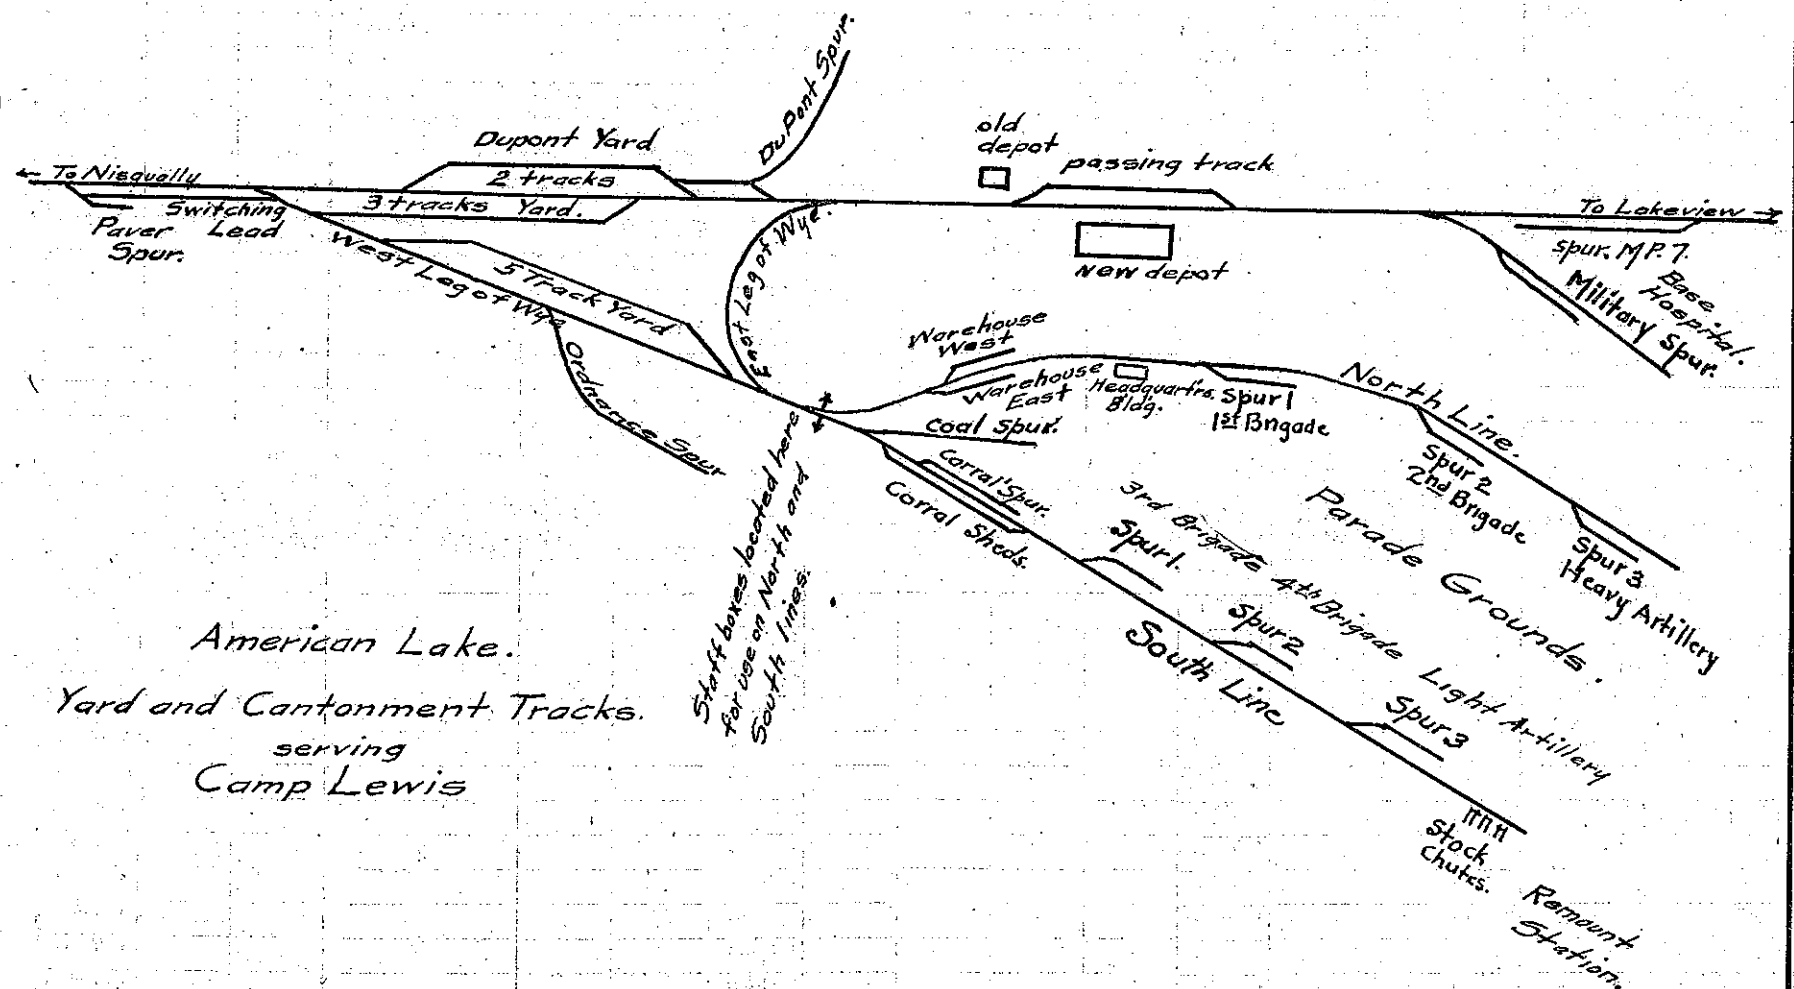 DuPont Spur.
Dupont Yard
2 tracks
← To Nisqually
3 tracks Yard.
Switching
Lead
Paver
Spur.
West Leg of Wye
5 Track Yard
East Leg of Wye.
Ordnance Spur
old
depot
passing track
New depot
To Lakeview →
Spur. M.P. 7.
Base
Hospital.
Military Spur.
Warehouse
West
Warehouse
East
Headquart'rs.
Bldg.
Spur 1
1st Brigade
North Line.
Coal Spur.
Corral Spur.
Corral Sheds.
Spur 2
2nd Brigade
Spur 3
Heavy Artillery
Parade Grounds.
3rd Brigade
Spur 1.
4th Brigade
Spur 2
Light Artillery
Spur 3
South Line
Stock
Chutes.
Remount
Station.
Staff boxes located here
for use on North and
South lines.
American Lake.
Yard and Cantonment Tracks.
serving
Camp Lewis